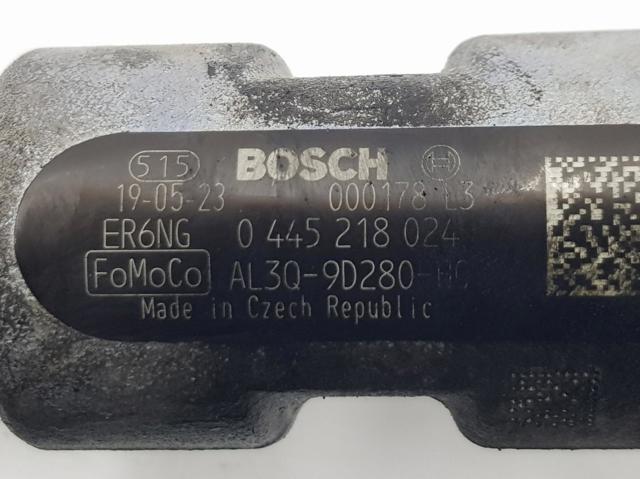 515 BOSCH
19-05-23 000178 L3
ER6NG 0 445 218 024
FoMoCo AL3Q-9D280-
Made in Czech Republic